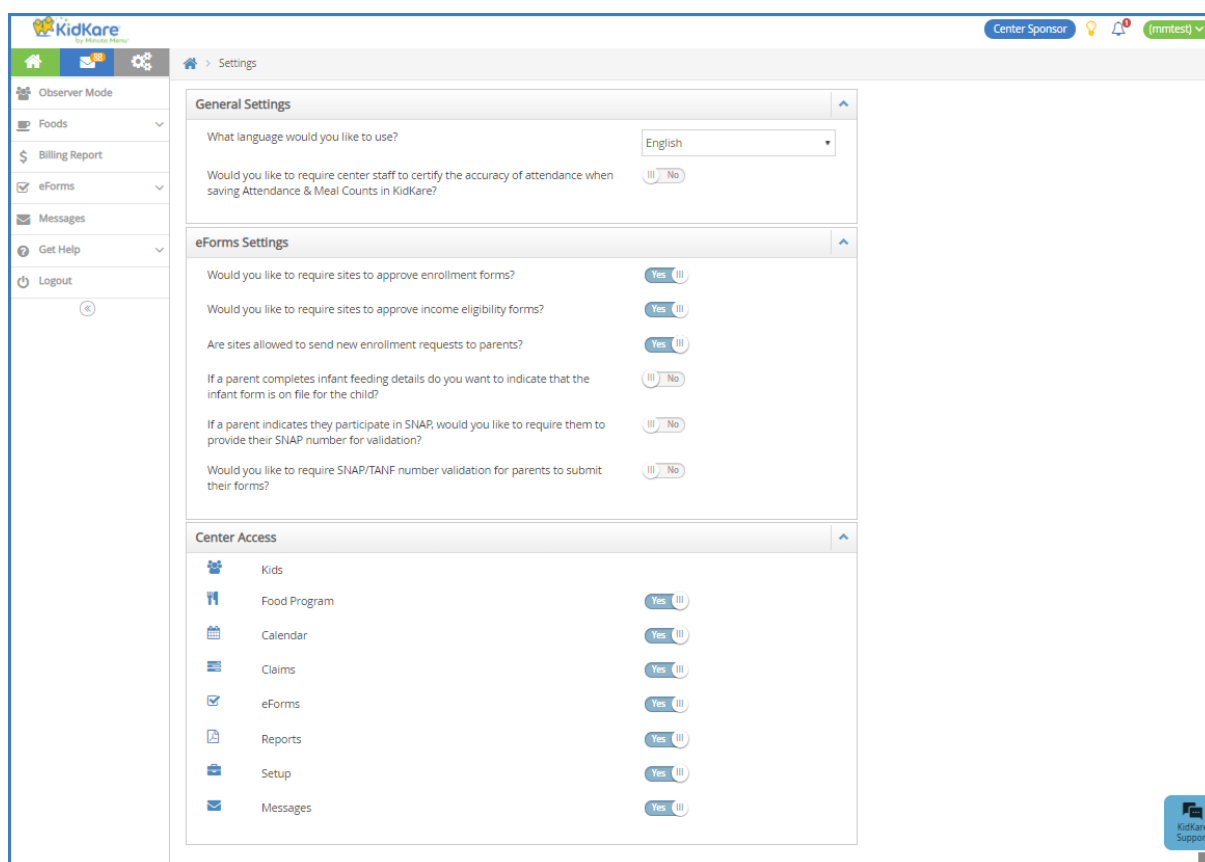 KidKare
by Minute Menu
Center Sponsor
1
(mmtest)
88
> Settings
Observer Mode
Foods
$ Billing Report
eForms
Messages
Get Help
Logout
General Settings
What language would you like to use?
English
Would you like to require center staff to certify the accuracy of attendance when
saving Attendance & Meal Counts in KidKare?
No
eForms Settings
Would you like to require sites to approve enrollment forms?
Yes
Would you like to require sites to approve income eligibility forms?
Yes
Are sites allowed to send new enrollment requests to parents?
Yes
If a parent completes infant feeding details do you want to indicate that the
infant form is on file for the child?
No
If a parent indicates they participate in SNAP, would you like to require them to
provide their SNAP number for validation?
No
Would you like to require SNAP/TANF number validation for parents to submit
their forms?
No
Center Access
Kids
Food Program
Yes
Calendar
Yes
Claims
Yes
eForms
Yes
Reports
Yes
Setup
Yes
Messages
Yes
KidKare
Support